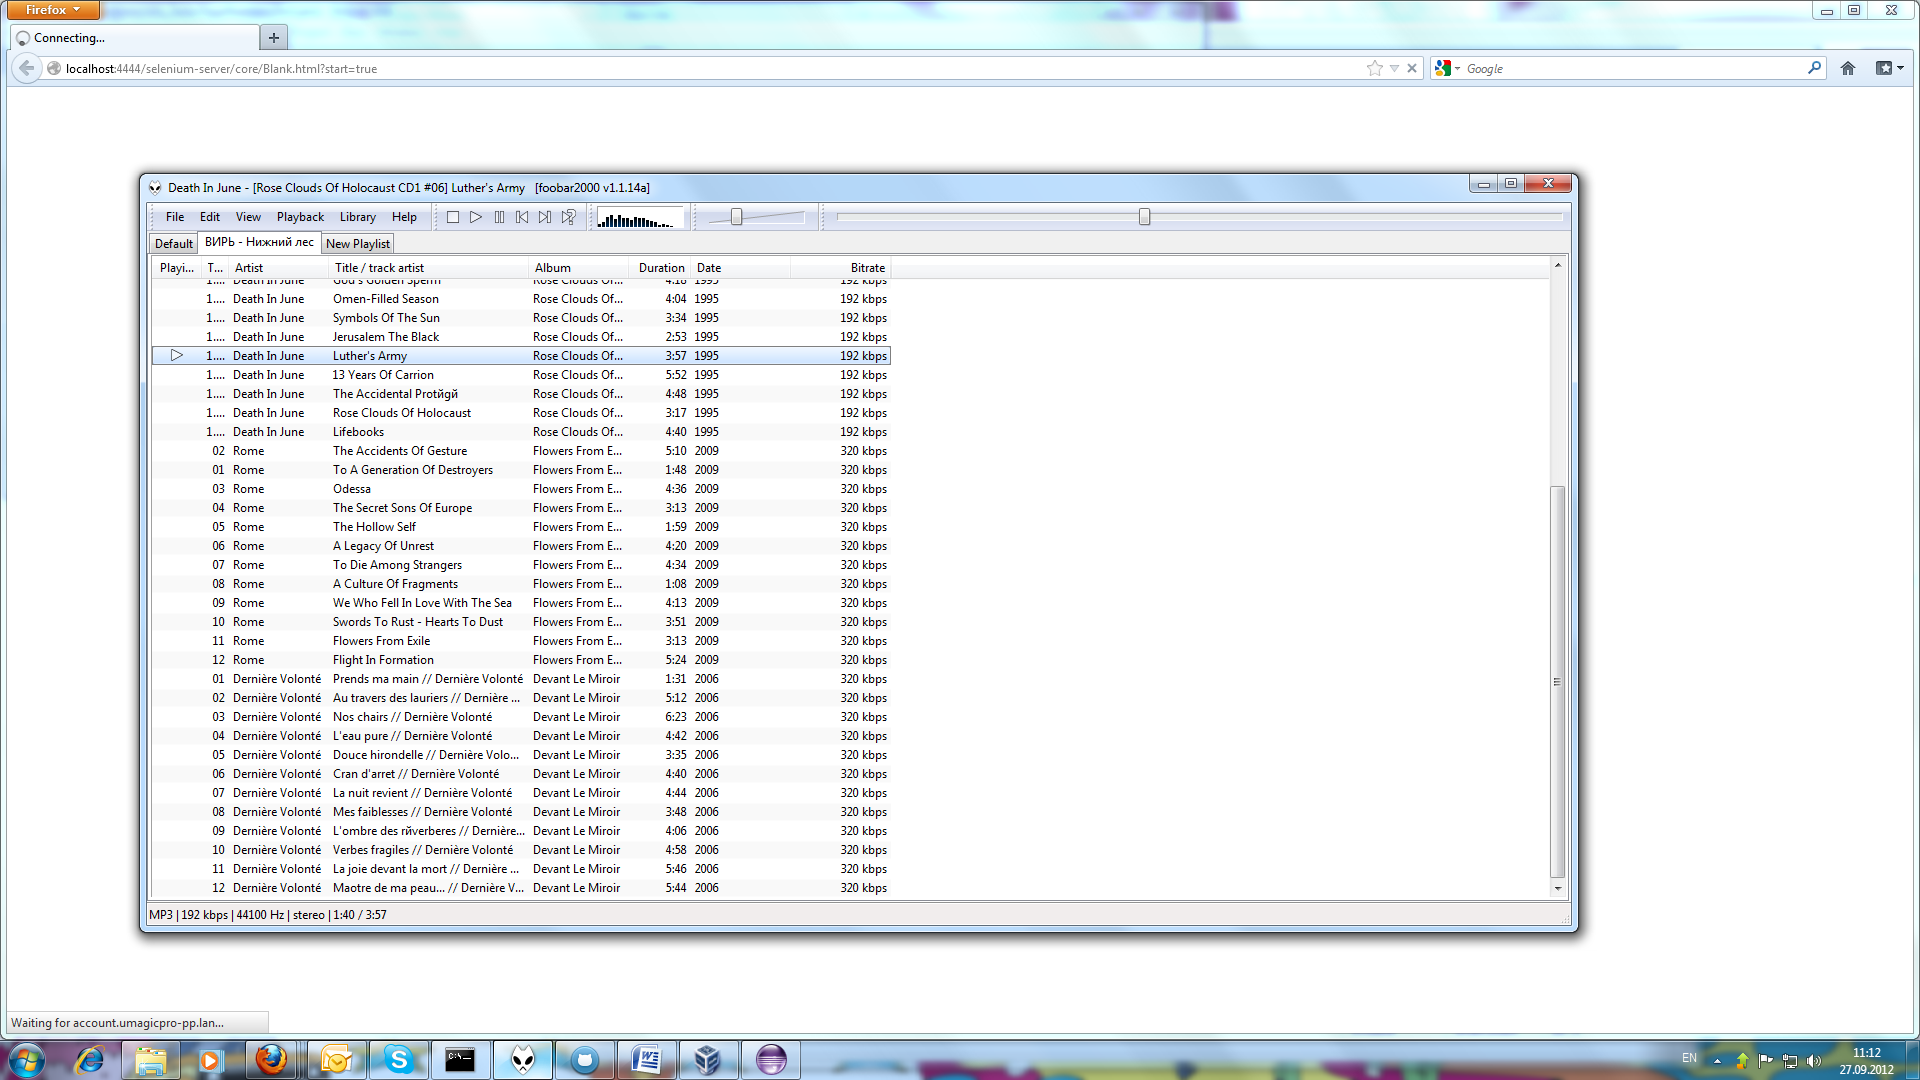 Firefox
Connecting...
localhost:4444/selenium-server/core/Blank.html?start=true
Google
Death In June - [Rose Clouds Of Holocaust CD1 #06] Luther's Army [foobar2000 v1.1.14a]
File Edit View Playback Library Help
Default ВИРЬ - Нижний лес New Playlist
Playi... T... Artist Title / track artist Album Duration Date Bitrate
1.... Death In June God's Golden Sperm Rose Clouds Of... 4:18 1995 192 kbps
1.... Death In June Omen-Filled Season Rose Clouds Of... 4:04 1995 192 kbps
1.... Death In June Symbols Of The Sun Rose Clouds Of... 3:34 1995 192 kbps
1.... Death In June Jerusalem The Black Rose Clouds Of... 2:53 1995 192 kbps
1.... Death In June Luther's Army Rose Clouds Of... 3:57 1995 192 kbps
1.... Death In June 13 Years Of Carrion Rose Clouds Of... 5:52 1995 192 kbps
1.... Death In June The Accidental Protйgй Rose Clouds Of... 4:48 1995 192 kbps
1.... Death In June Rose Clouds Of Holocaust Rose Clouds Of... 3:17 1995 192 kbps
1.... Death In June Lifebooks Rose Clouds Of... 4:40 1995 192 kbps
02 Rome The Accidents Of Gesture Flowers From E... 5:10 2009 320 kbps
01 Rome To A Generation Of Destroyers Flowers From E... 1:48 2009 320 kbps
03 Rome Odessa Flowers From E... 4:36 2009 320 kbps
04 Rome The Secret Sons Of Europe Flowers From E... 3:13 2009 320 kbps
05 Rome The Hollow Self Flowers From E... 1:59 2009 320 kbps
06 Rome A Legacy Of Unrest Flowers From E... 4:20 2009 320 kbps
07 Rome To Die Among Strangers Flowers From E... 4:34 2009 320 kbps
08 Rome A Culture Of Fragments Flowers From E... 1:08 2009 320 kbps
09 Rome We Who Fell In Love With The Sea Flowers From E... 4:13 2009 320 kbps
10 Rome Swords To Rust - Hearts To Dust Flowers From E... 3:51 2009 320 kbps
11 Rome Flowers From Exile Flowers From E... 3:13 2009 320 kbps
12 Rome Flight In Formation Flowers From E... 5:24 2009 320 kbps
01 Dernière Volonté Prends ma main // Dernière Volonté Devant Le Miroir 1:31 2006 320 kbps
02 Dernière Volonté Au travers des lauriers // Dernière ... Devant Le Miroir 5:12 2006 320 kbps
03 Dernière Volonté Nos chairs // Dernière Volonté Devant Le Miroir 6:23 2006 320 kbps
04 Dernière Volonté L'eau pure // Dernière Volonté Devant Le Miroir 4:42 2006 320 kbps
05 Dernière Volonté Douce hirondelle // Dernière Volo... Devant Le Miroir 3:35 2006 320 kbps
06 Dernière Volonté Cran d'arret // Dernière Volonté Devant Le Miroir 4:40 2006 320 kbps
07 Dernière Volonté La nuit revient // Dernière Volonté Devant Le Miroir 4:44 2006 320 kbps
08 Dernière Volonté Mes faiblesses // Dernière Volonté Devant Le Miroir 3:48 2006 320 kbps
09 Dernière Volonté L'ombre des rйverberes // Dernière... Devant Le Miroir 4:06 2006 320 kbps
10 Dernière Volonté Verbes fragiles // Dernière Volonté Devant Le Miroir 4:58 2006 320 kbps
11 Dernière Volonté La joie devant la mort // Dernière ... Devant Le Miroir 5:46 2006 320 kbps
12 Dernière Volonté Maоtre de ma peau... // Dernière V... Devant Le Miroir 5:44 2006 320 kbps
MP3 | 192 kbps | 44100 Hz | stereo | 1:40 / 3:57
Waiting for account.umagicpro-pp.lan...
C:\_
EN
11:12
27.09.2012